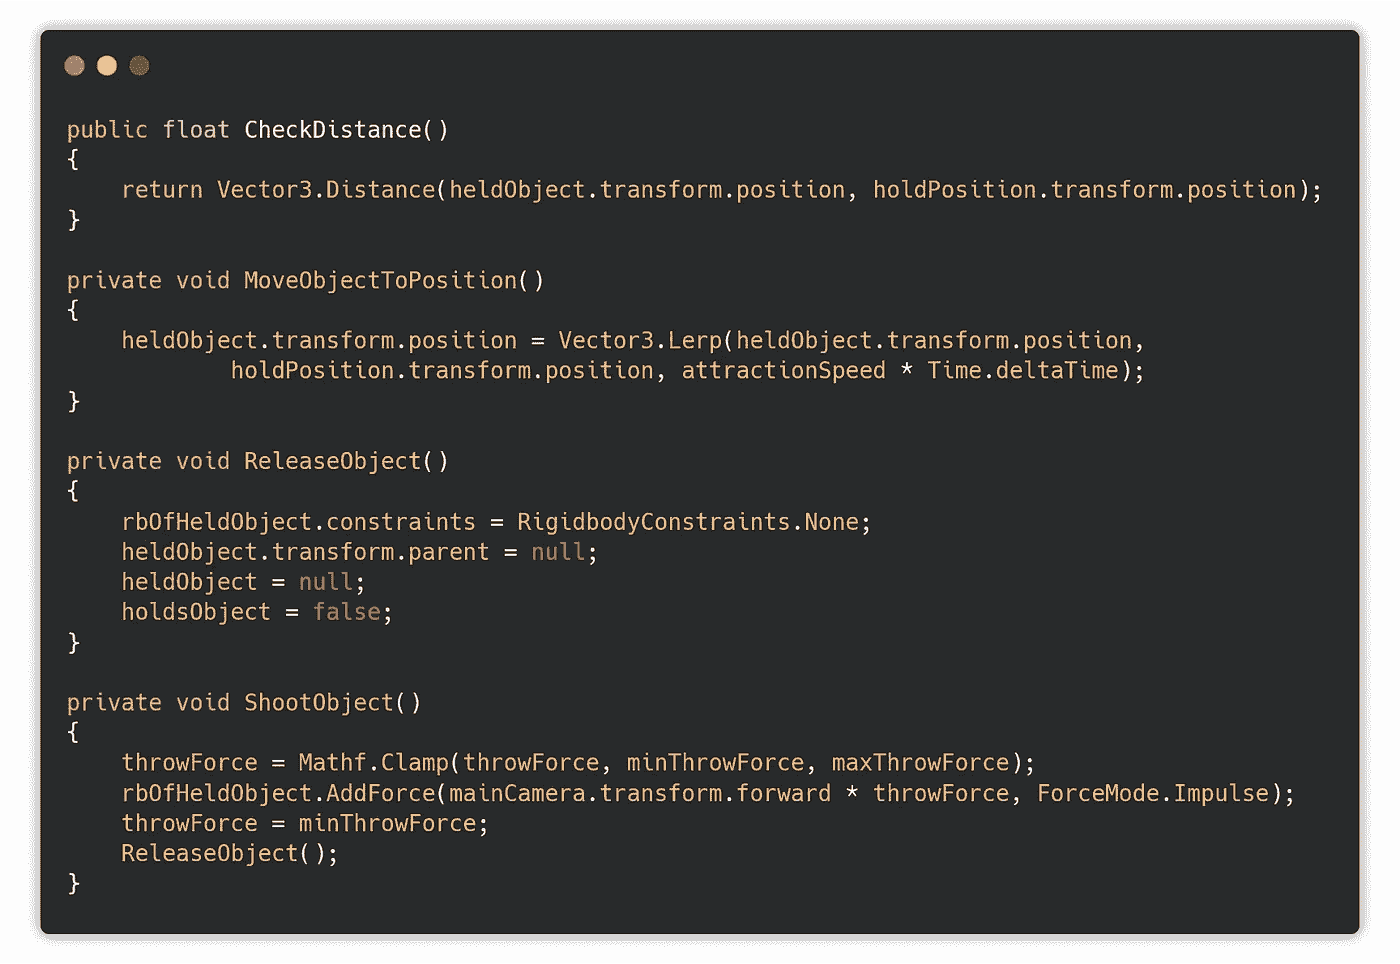 public float CheckDistance()
{
    return Vector3.Distance(heldObject.transform.position, holdPosition.transform.position);
}

private void MoveObjectToPosition()
{
    heldObject.transform.position = Vector3.Lerp(heldObject.transform.position,
            holdPosition.transform.position, attractionSpeed * Time.deltaTime);
}

private void ReleaseObject()
{
    rbOfHeldObject.constraints = RigidbodyConstraints.None;
    heldObject.transform.parent = null;
    heldObject = null;
    holdsObject = false;
}

private void ShootObject()
{
    throwForce = Mathf.Clamp(throwForce, minThrowForce, maxThrowForce);
    rbOfHeldObject.AddForce(mainCamera.transform.forward * throwForce, ForceMode.Impulse);
    throwForce = minThrowForce;
    ReleaseObject();
}